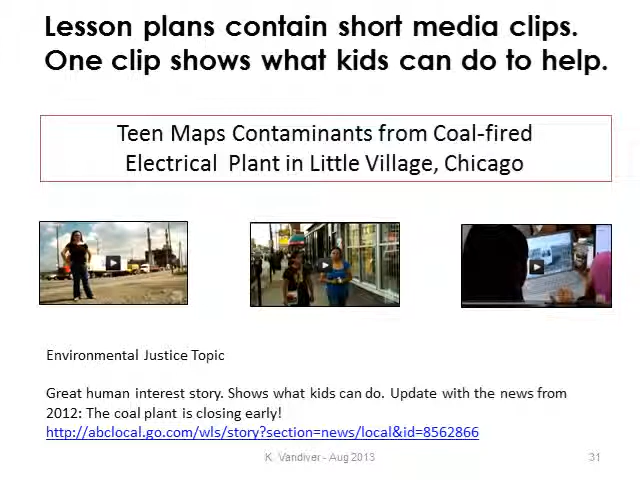 Lesson plans contain short media clips.
One clip shows what kids can do to help.
Teen Maps Contaminants from Coal-fired
Electrical Plant in Little Village, Chicago
Environmental Justice Topic
Great human interest story. Shows what kids can do. Update with the news from
2012: The coal plant is closing early!
http://abclocal.go.com/wls/story?section=news/local&id=8562866
K. Vandiver - Aug 2013
31